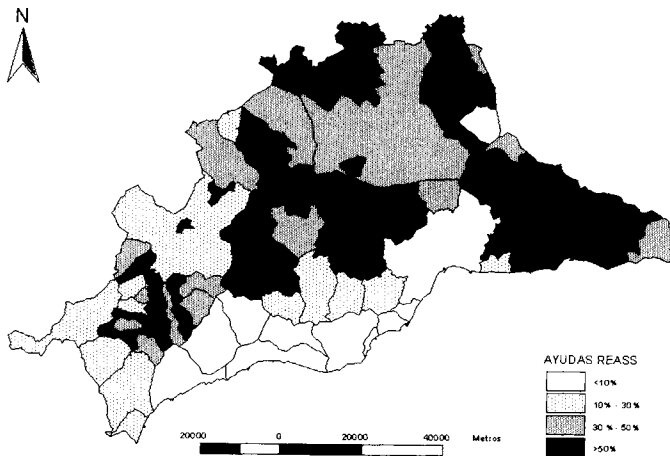 N
AYUDAS REASS
<10%
10% - 30%
30% - 50%
>50%
20000 0 20000 40000 Metros